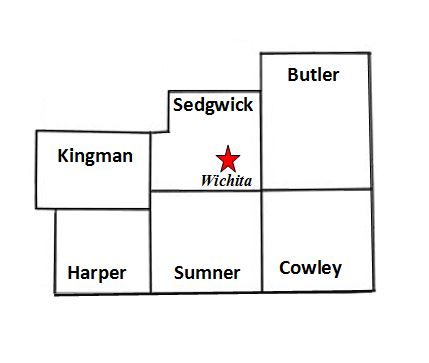 Butler
Sedgwick
Kingman
Wichita
Harper
Sumner
Cowley